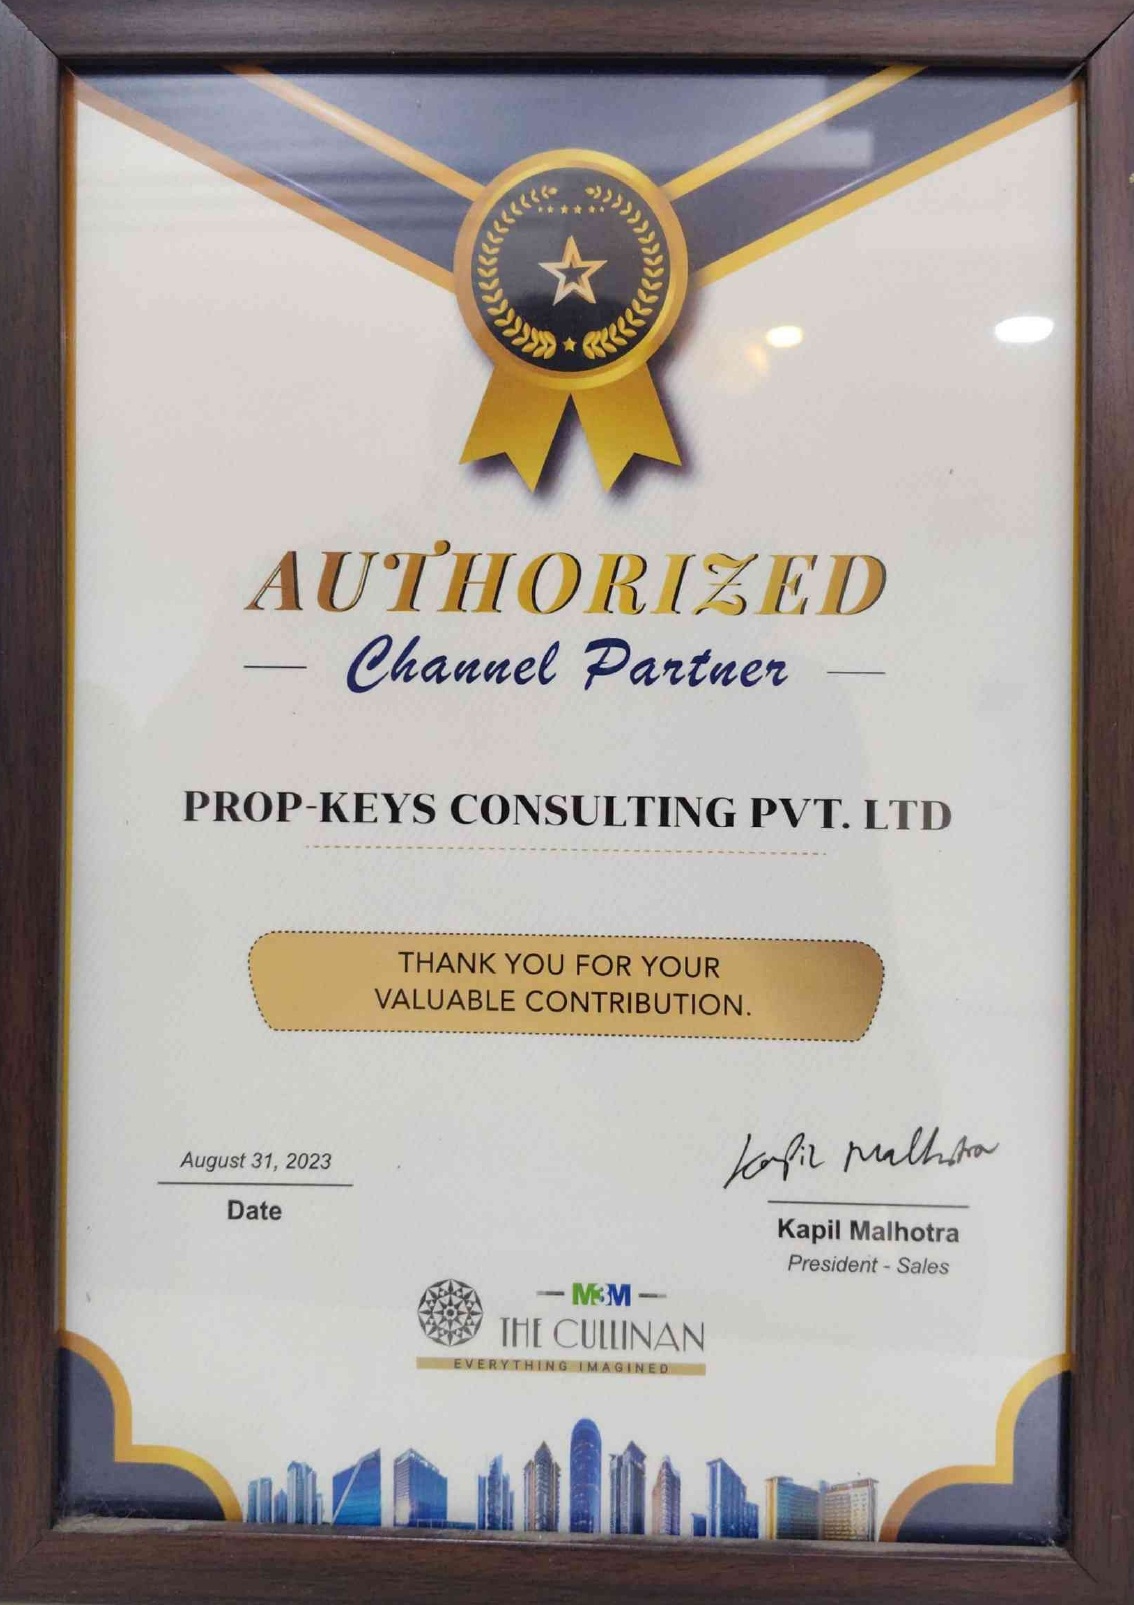 AUTHORIZED
Channel Partner
PROP-KEYS CONSULTING PVT. LTD
THANK YOU FOR YOUR
VALUABLE CONTRIBUTION.
August 31, 2023
Date
Kapil Malhotra
Kapil Malhotra
President - Sales
M3M
THE CULLINAN
EVERYTHING IMAGINED